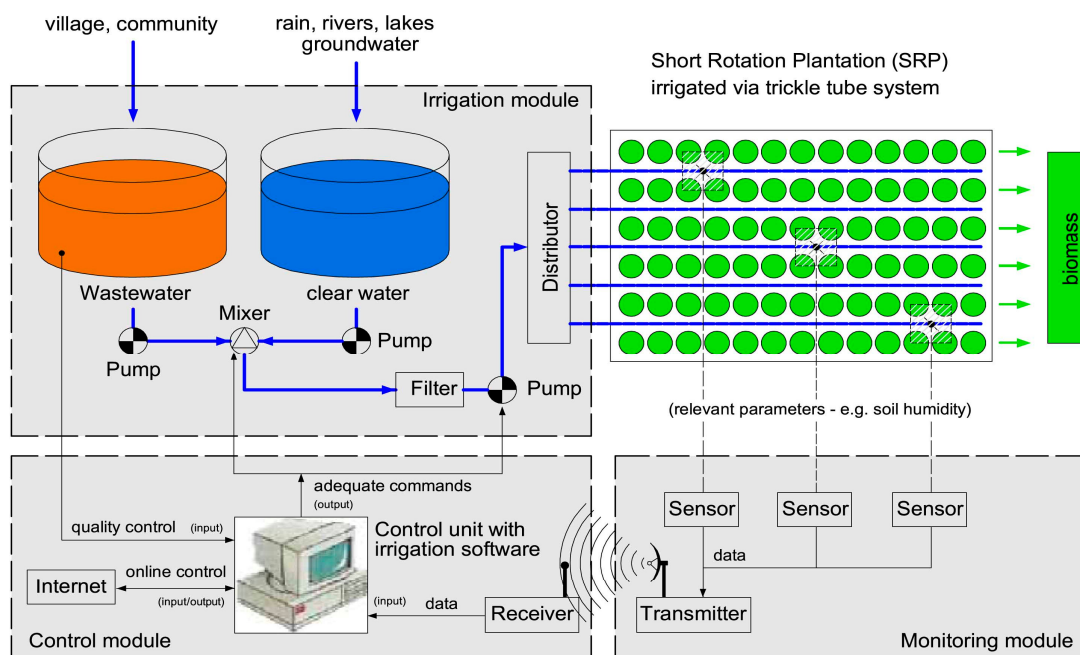 village, community
rain, rivers, lakes
groundwater
Short Rotation Plantation (SRP)
irrigated via trickle tube system
Irrigation module
Distributor
biomass
Wastewater
clear water
Mixer
Pump
Pump
Filter
Pump
(relevant parameters - e.g. soil humidity)
adequate commands
(output)
Sensor
Sensor
Sensor
quality control (input)
Control unit with
irrigation software
data
Internet
online control
(input/output)
(input) data
Receiver
Transmitter
Control module
Monitoring module